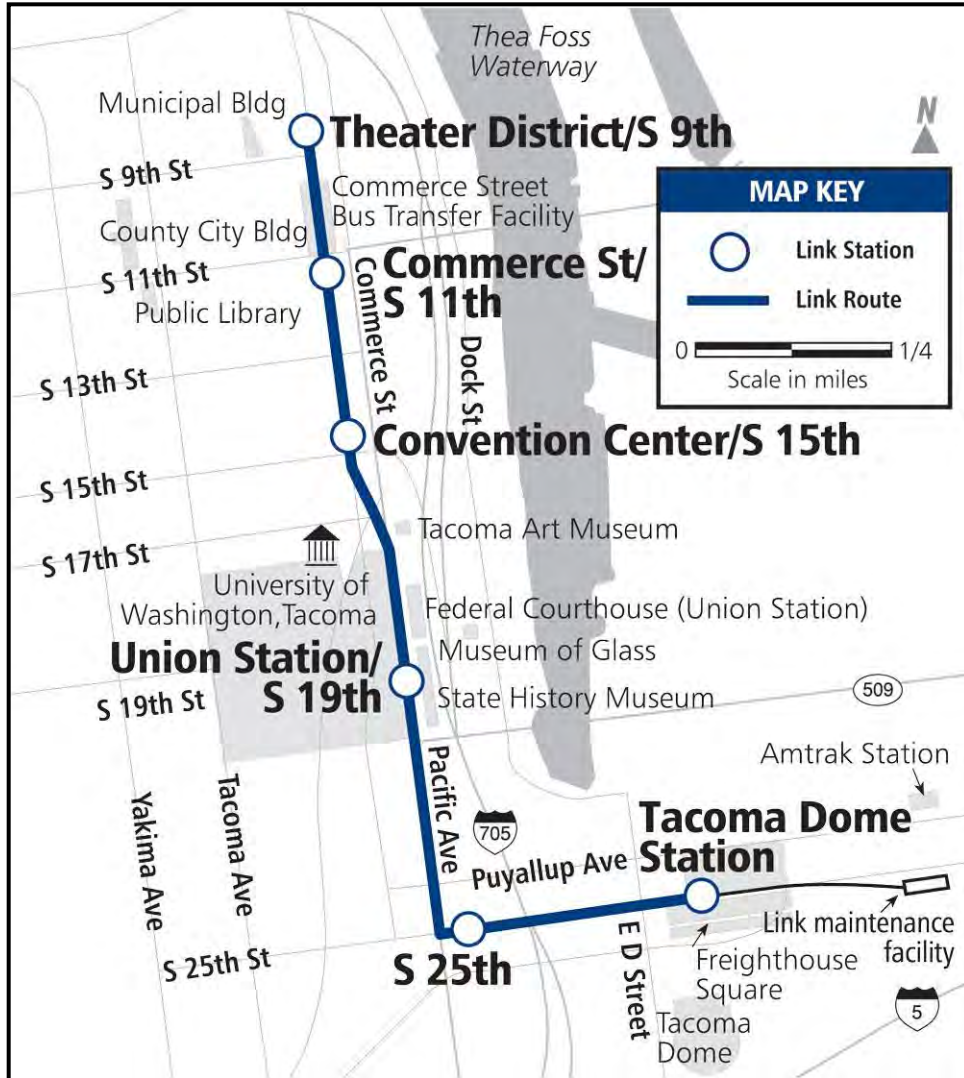 Thea Foss
Waterway
Municipal Bldg
Theater District/S 9th
N
S 9th St
Commerce Street
Bus Transfer Facility
MAP KEY
Link Station
Link Route
0 1/4
Scale in miles
County City Bldg
S 11th St
Commerce St/
S 11th
Public Library
Commerce St
Dock St
S 13th St
Convention Center/S 15th
S 15th St
Tacoma Art Museum
S 17th St
University of
Washington,Tacoma
Federal Courthouse (Union Station)
Museum of Glass
Union Station/
S 19th
S 19th St
State History Museum
509
Amtrak Station
Yakima Ave
Tacoma Ave
Pacific Ave
705
Tacoma Dome
Station
Puyallup Ave
Link maintenance
facility
S 25th St
S 25th
E D Street
Freighthouse
Square
Tacoma
Dome
5